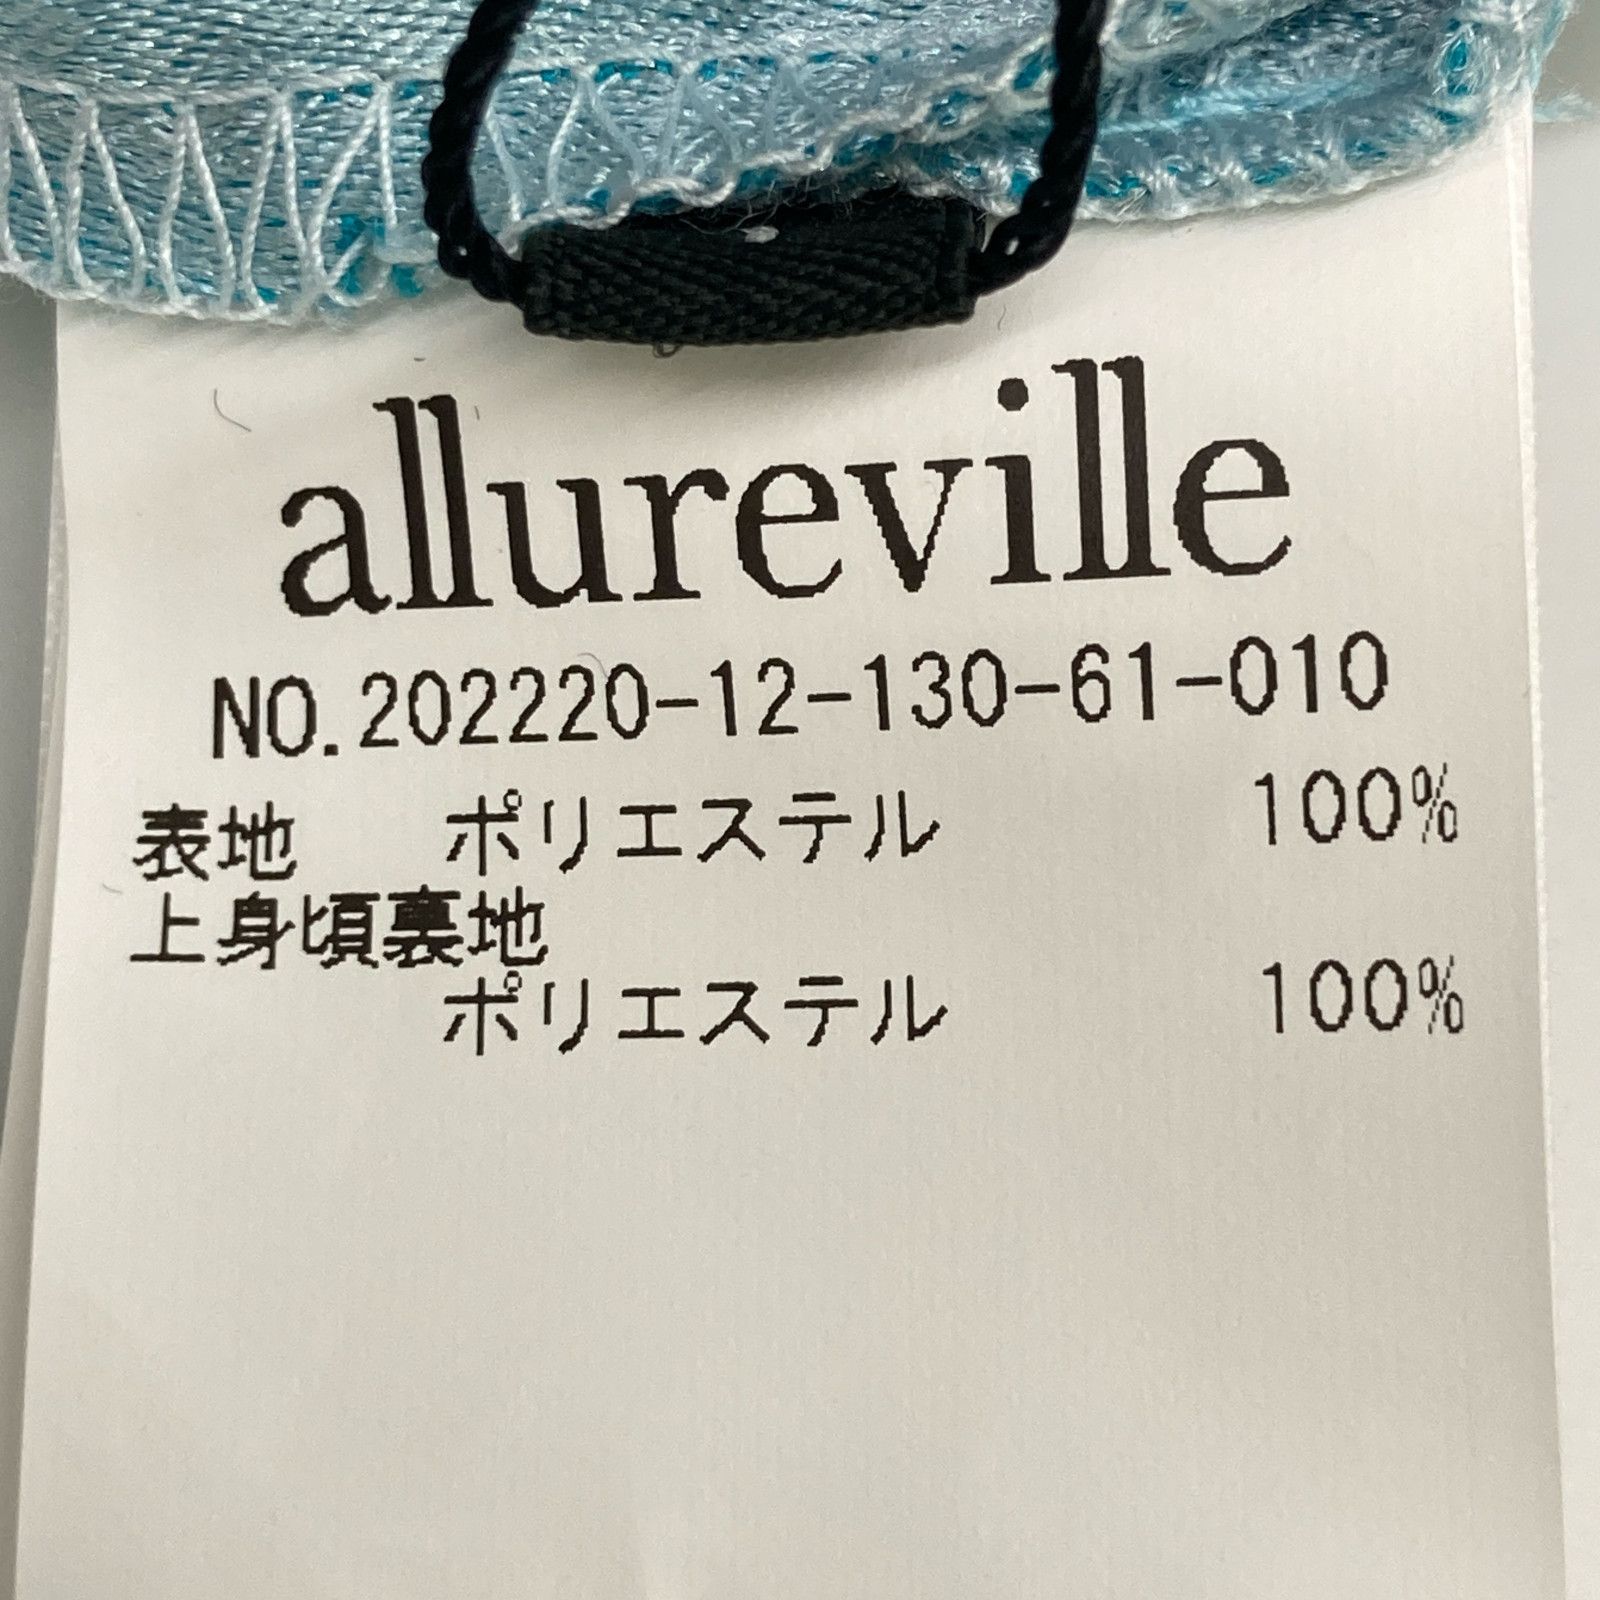 allureville
NO.202220-12-130-61-010
表地 ポリエステル 100%
上身頃裏地
ポリエステル 100%